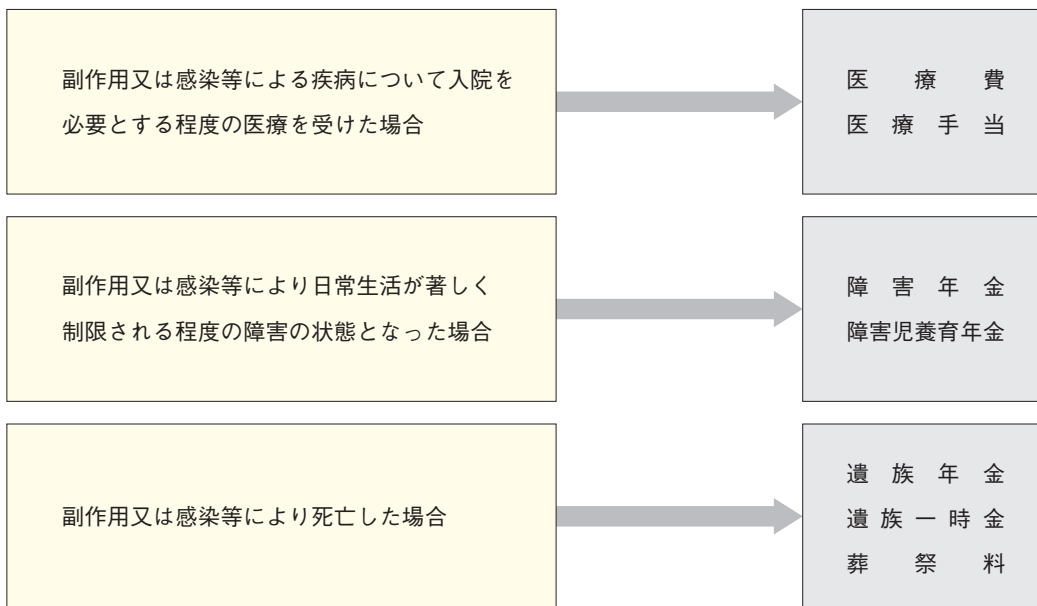 副作用又は感染等による疾病について入院を
必要とする程度の医療を受けた場合
医療費
医療手当
副作用又は感染等により日常生活が著しく
制限される程度の障害の状態となった場合
障害年金
障害児養育年金
副作用又は感染等により死亡した場合
遺族年金
遺族一時金
葬祭料